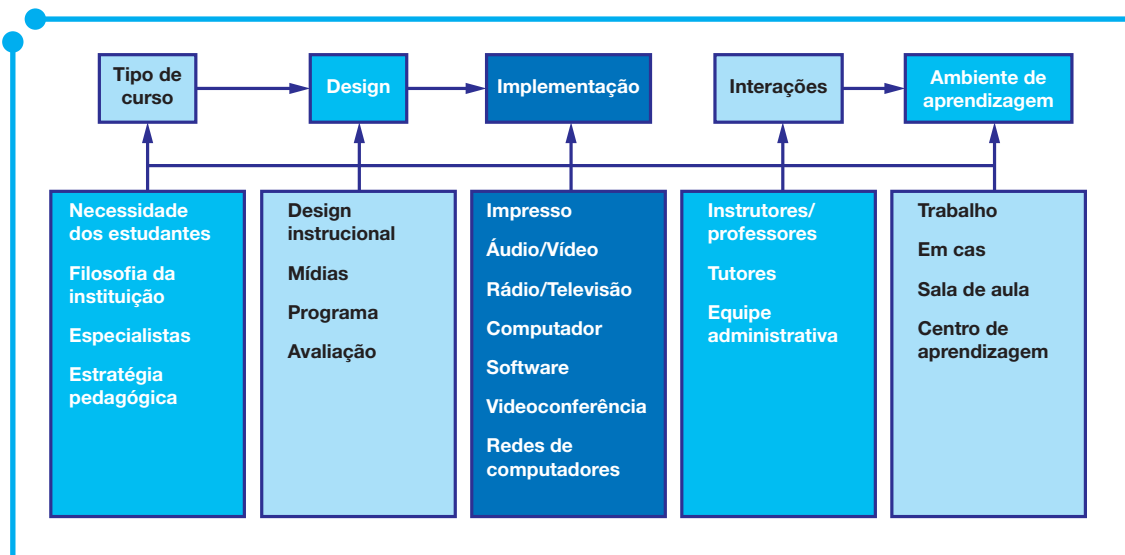 Tipo de
curso
Design
Implementação
Interações
Ambiente de
aprendizagem
Necessidade
dos estudantes
Filosofia da
instituição
Especialistas
Estratégia
pedagógica
Design
instrucional
Mídias
Programa
Avaliação
Impresso
Áudio/Vídeo
Rádio/Televisão
Computador
Software
Videoconferência
Redes de
computadores
Instrutores/
professores
Tutores
Equipe
administrativa
Trabalho
Em cas
Sala de aula
Centro de
aprendizagem